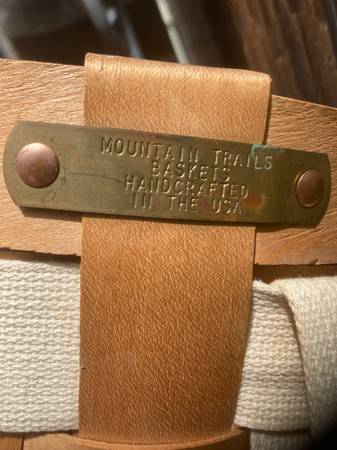 MOUNTAIN TRAILS
BASKETS
HANDCRAFTED
IN THE USA